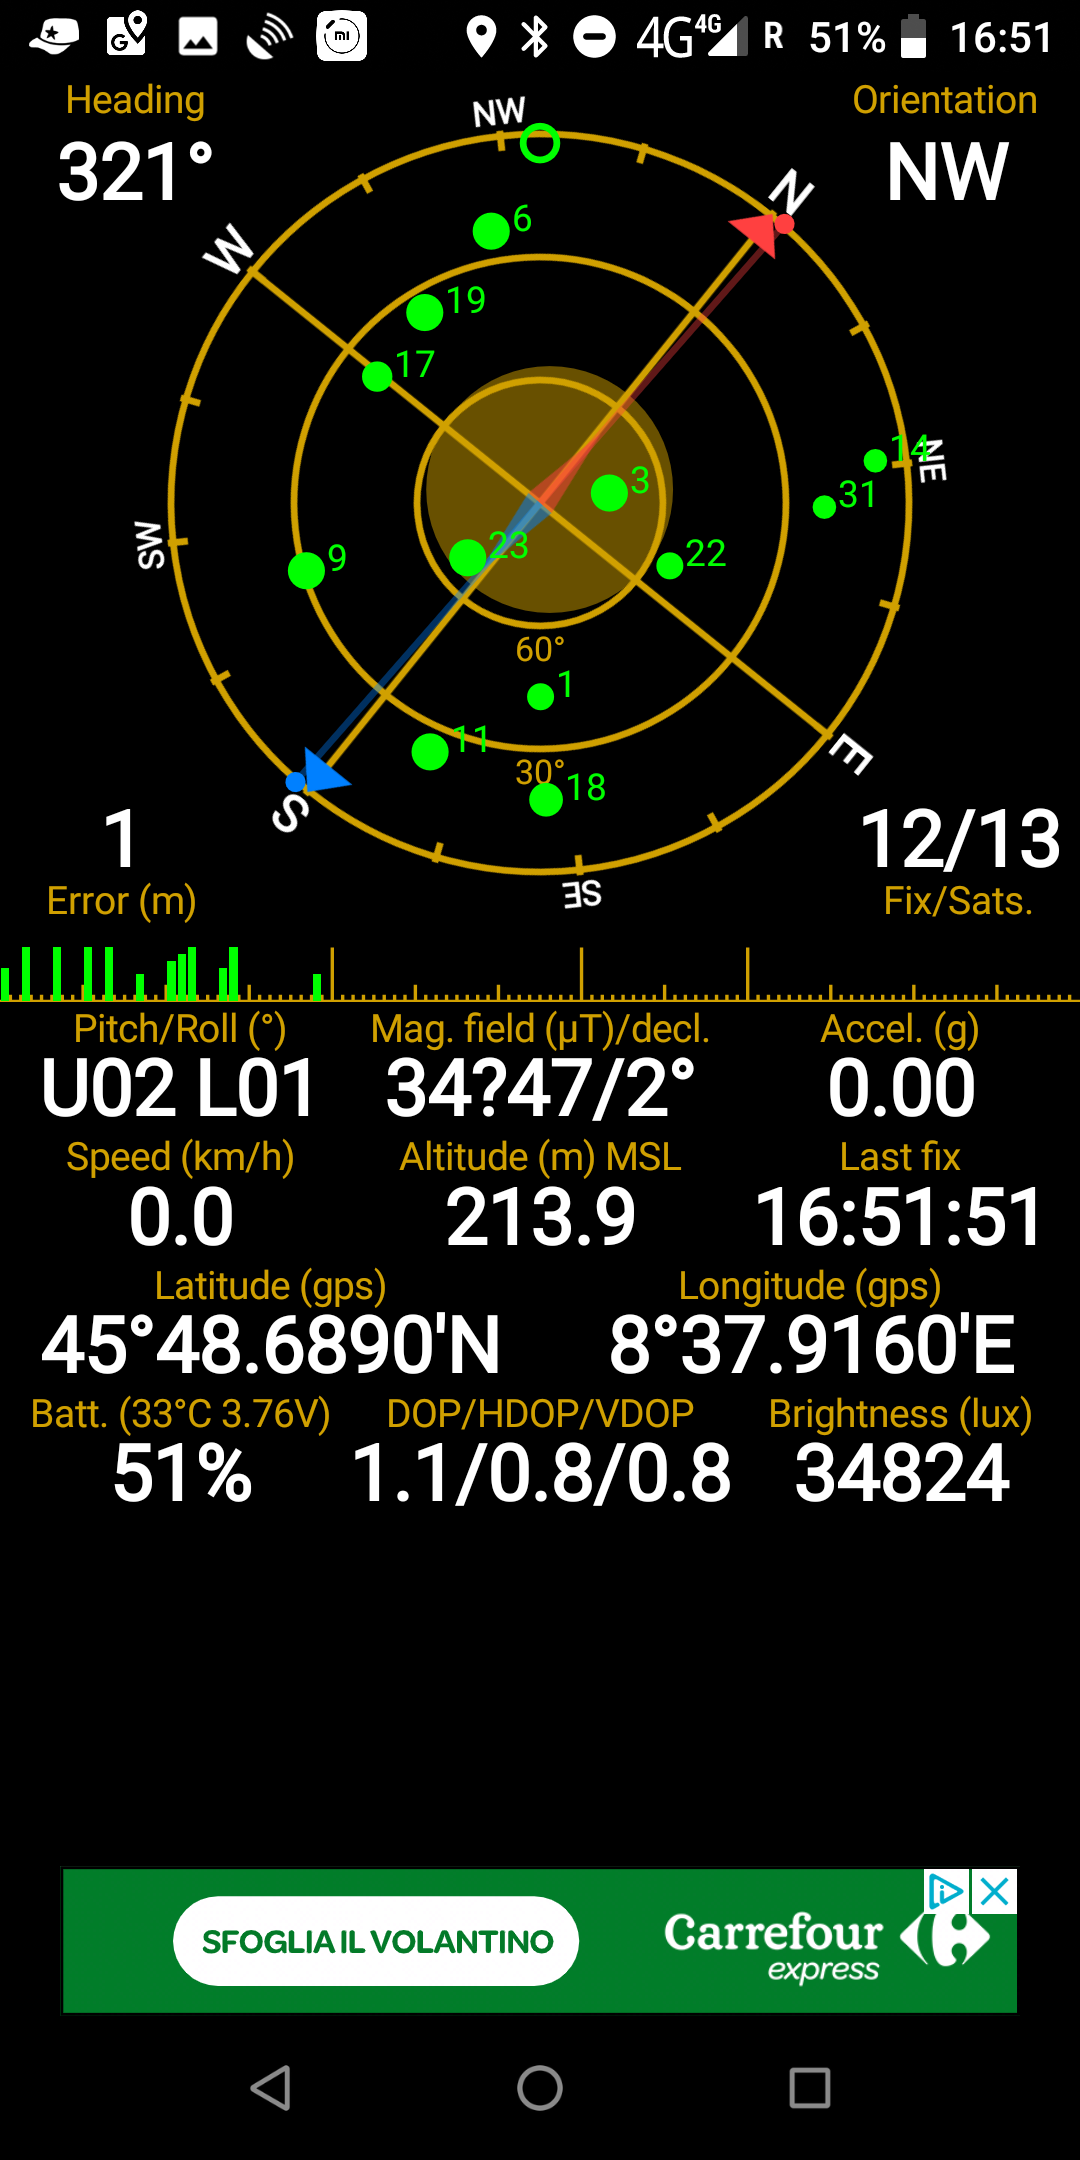 4G 4G R 51% 16:51
Heading
Orientation
321°
NW
NW
N
W
6
19
17
14
NE
3
31
SW
9
23
22
60°
1
11
30°
18
E
S
SE
1
12/13
Error (m)
Fix/Sats.
Pitch/Roll (°) Mag. field (µT)/decl. Accel. (g)
U02 L01 34?47/2° 0.00
Speed (km/h) Altitude (m) MSL Last fix
0.0 213.9 16:51:51
Latitude (gps) Longitude (gps)
45°48.6890'N 8°37.9160'E
Batt. (33°C 3.76V) DOP/HDOP/VDOP Brightness (lux)
51% 1.1/0.8/0.8 34824
SFOGLIA IL VOLANTINO
Carrefour
express